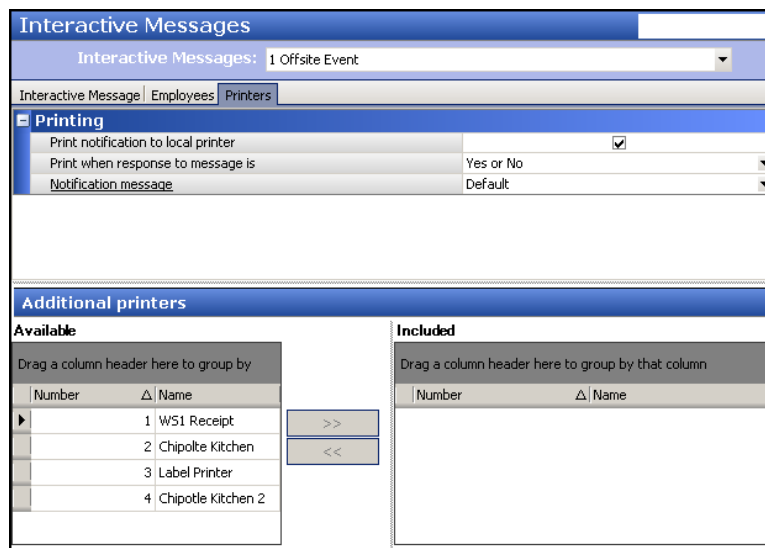 Interactive Messages
Interactive Messages: 1 Offsite Event
Interactive Message Employees Printers
Printing
Print notification to local printer
Print when response to message is Yes or No
Notification message Default
Additional printers
Available Included
Drag a column header here to group by Drag a column header here to group by that column
Number Name Number Name
1 WS1 Receipt
>>
2 Chipolte Kitchen
<<
3 Label Printer
4 Chipotle Kitchen 2